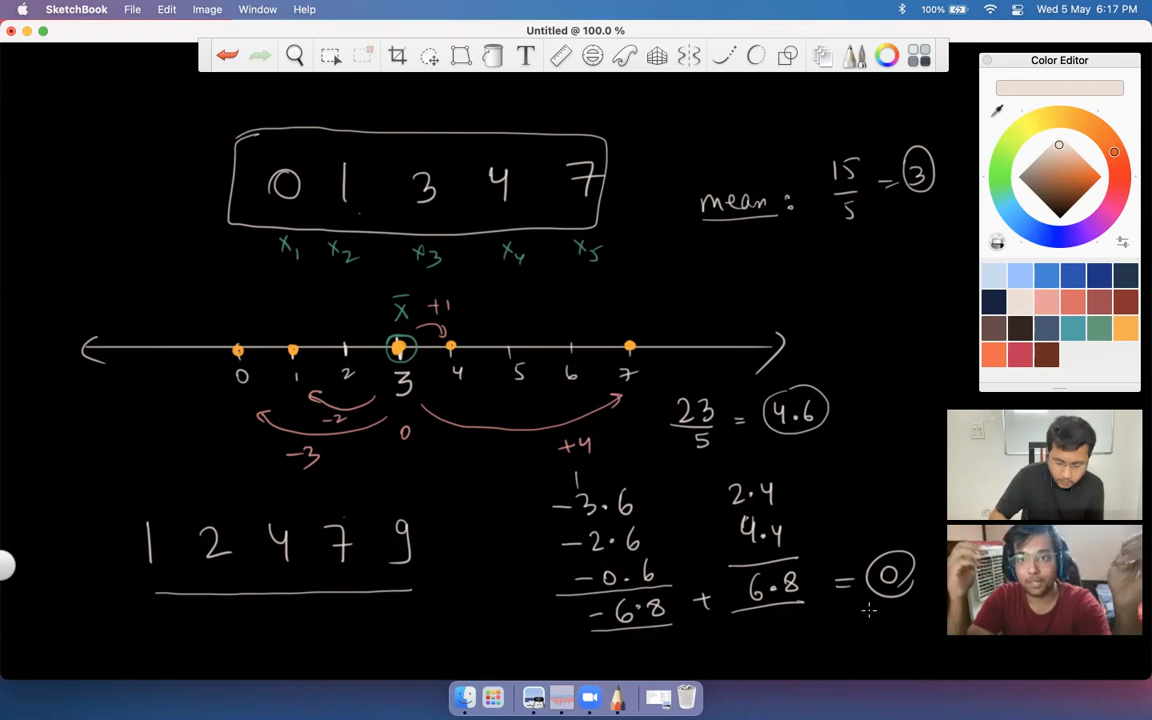 SketchBook File Edit Image Window Help 100% Wed 5 May 6:17 PM
Untitled @ 100.0 %
T
Color Editor
0 1 3 4 7
x1 x2 x3 x4 x5
mean : 15/5 = 3
x̄ +1
0 1 2 3 4 5 6 7
-2 0
-3 +4
23/5 = 4.6
1 2 4 7 9
-3.6
-2.6
-0.6
-6.8 +
2.4
4.4
6.8 = 0